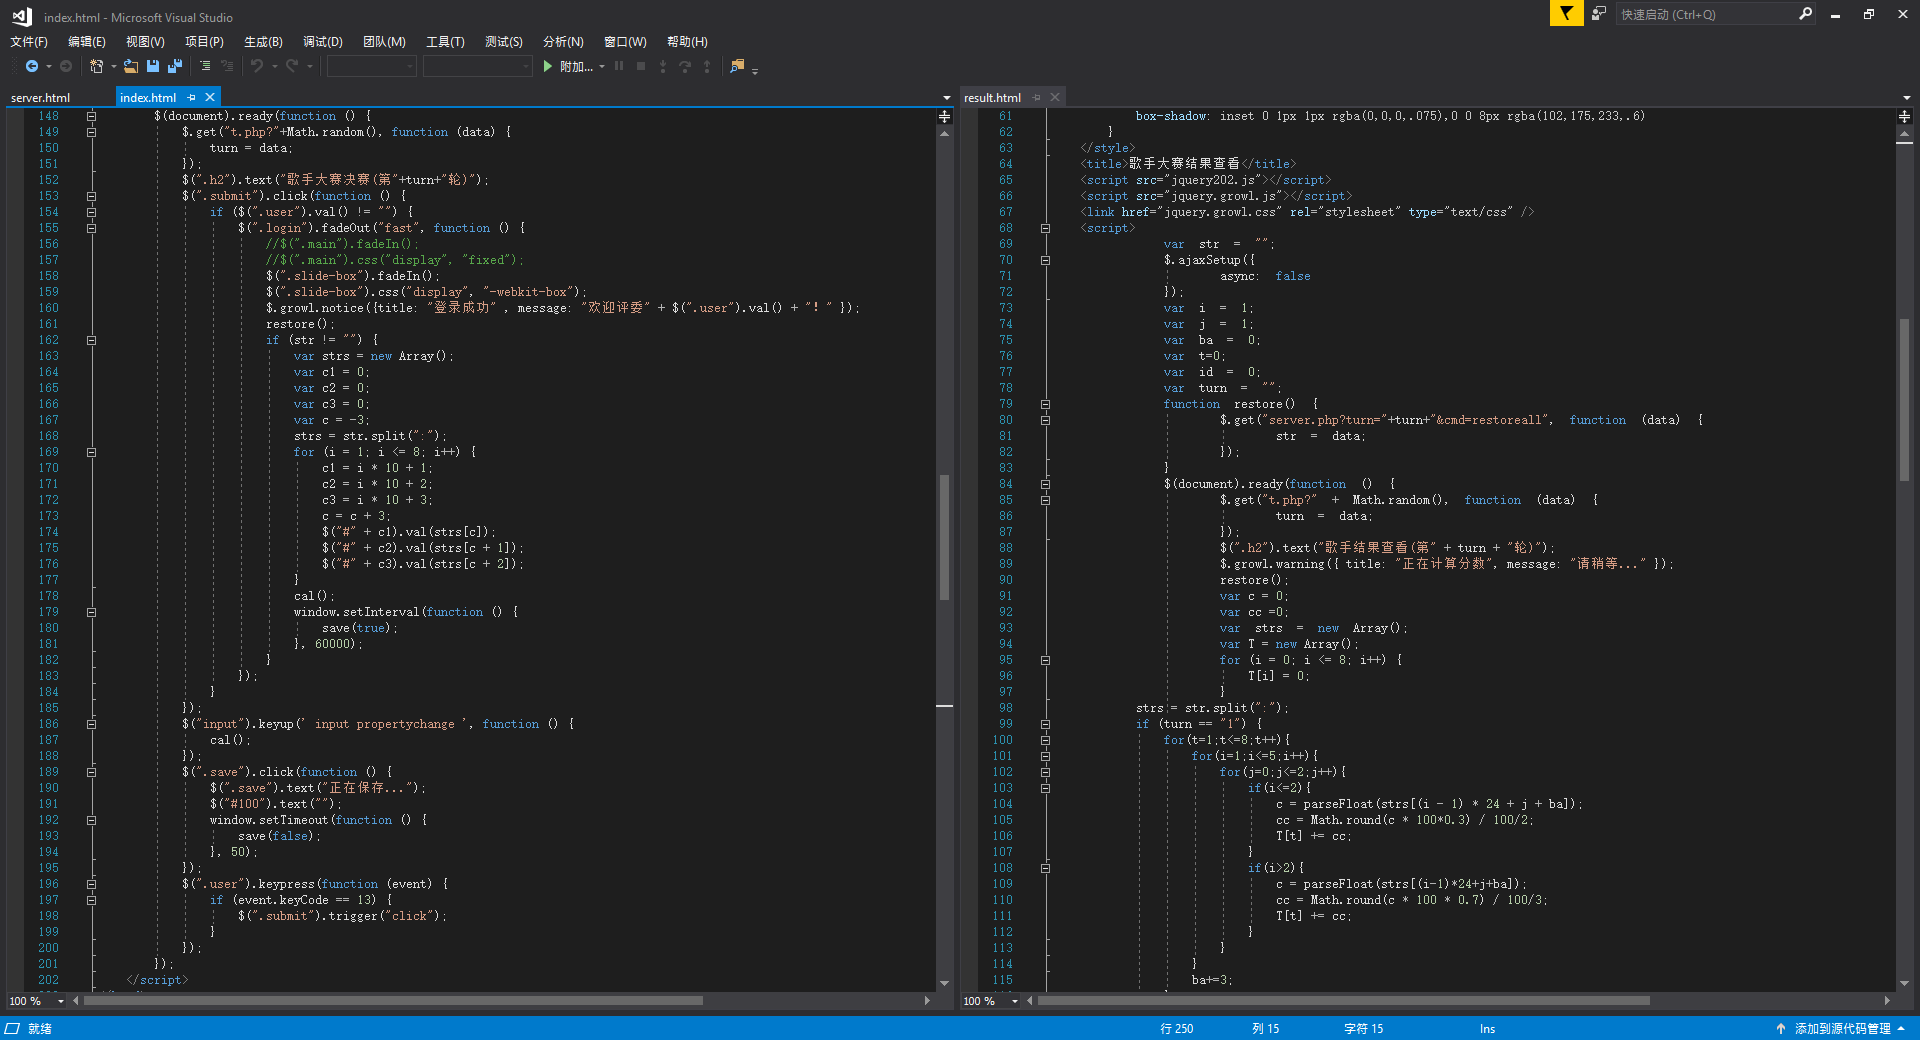 index.html - Microsoft Visual Studio
快速启动 (Ctrl+Q)
文件(F) 编辑(E) 视图(V) 项目(P) 生成(B) 调试(D) 团队(M) 工具(T) 测试(S) 分析(N) 窗口(W) 帮助(H)
附加...
server.html index.html
148 $(document).ready(function () {
149 $.get("t.php?"+Math.random(), function (data) {
150 turn = data;
151 });
152 $(".h2").text("歌手大赛决赛(第"+turn+"轮)");
153 $(".submit").click(function () {
154 if ($(".user").val() != "") {
155 $(".login").fadeOut("fast", function () {
156 //$(".main").fadeIn();
157 //$(".main").css("display", "fixed");
158 $(".slide-box").fadeIn();
159 $(".slide-box").css("display", "-webkit-box");
160 $.growl.notice({title: "登录成功" , message: "欢迎评委" + $(".user").val() + "! " });
161 restore();
162 if (str != "") {
163 var strs = new Array();
164 var c1 = 0;
165 var c2 = 0;
166 var c3 = 0;
167 var c = -3;
168 strs = str.split(":");
169 for (i = 1; i <= 8; i++) {
170 c1 = i * 10 + 1;
171 c2 = i * 10 + 2;
172 c3 = i * 10 + 3;
173 c = c + 3;
174 $("#" + c1).val(strs[c]);
175 $("#" + c2).val(strs[c + 1]);
176 $("#" + c3).val(strs[c + 2]);
177 }
178 cal();
179 window.setInterval(function () {
180 save(true);
181 }, 60000);
182 }
183 });
184 }
185 });
186 $("input").keyup(' input propertychange ', function () {
187 cal();
188 });
189 $(".save").click(function () {
190 $(".save").text("正在保存...");
191 $("#100").text("");
192 window.setTimeout(function () {
193 save(false);
194 }, 50);
195 });
196 $(".user").keypress(function (event) {
197 if (event.keyCode == 13) {
198 $(".submit").trigger("click");
199 }
200 });
201 });
202 </script>
100 %
result.html
61 box-shadow: inset 0 1px 1px rgba(0,0,0,.075),0 0 8px rgba(102,175,233,.6)
62 }
63 </style>
64 <title>歌手大赛结果查看</title>
65 <script src="jquery202.js"></script>
66 <script src="jquery.growl.js"></script>
67 <link href="jquery.growl.css" rel="stylesheet" type="text/css" />
68 <script>
69 var str = "";
70 $.ajaxSetup({
71 async: false
72 });
73 var i = 1;
74 var j = 1;
75 var ba = 0;
76 var t=0;
77 var id = 0;
78 var turn = "";
79 function restore() {
80 $.get("server.php?turn="+turn+"&cmd=restoreall", function (data) {
81 str = data;
82 });
83 }
84 $(document).ready(function () {
85 $.get("t.php?" + Math.random(), function (data) {
86 turn = data;
87 });
88 $(".h2").text("歌手结果查看(第" + turn + "轮)");
89 $.growl.warning({ title: "正在计算分数", message: "请稍等..." });
90 restore();
91 var c = 0;
92 var cc =0;
93 var strs = new Array();
94 var T = new Array();
95 for (i = 0; i <= 8; i++) {
96 T[i] = 0;
97 }
98 strs = str.split(":");
99 if (turn == "1") {
100 for(t=1;t<=8;t++){
101 for(i=1;i<=5;i++){
102 for(j=0;j<=2;j++){
103 if(i<=2){
104 c = parseFloat(strs[(i - 1) * 24 + j + ba]);
105 cc = Math.round(c * 100*0.3) / 100/2;
106 T[t] += cc;
107 }
108 if(i>2){
109 c = parseFloat(strs[(i-1)*24+j+ba]);
110 cc = Math.round(c * 100 * 0.7) / 100/3;
111 T[t] += cc;
112 }
113 }
114 }
115 ba+=3;
100 %
就绪 行 250 列 15 字符 15 Ins 添加到源代码管理